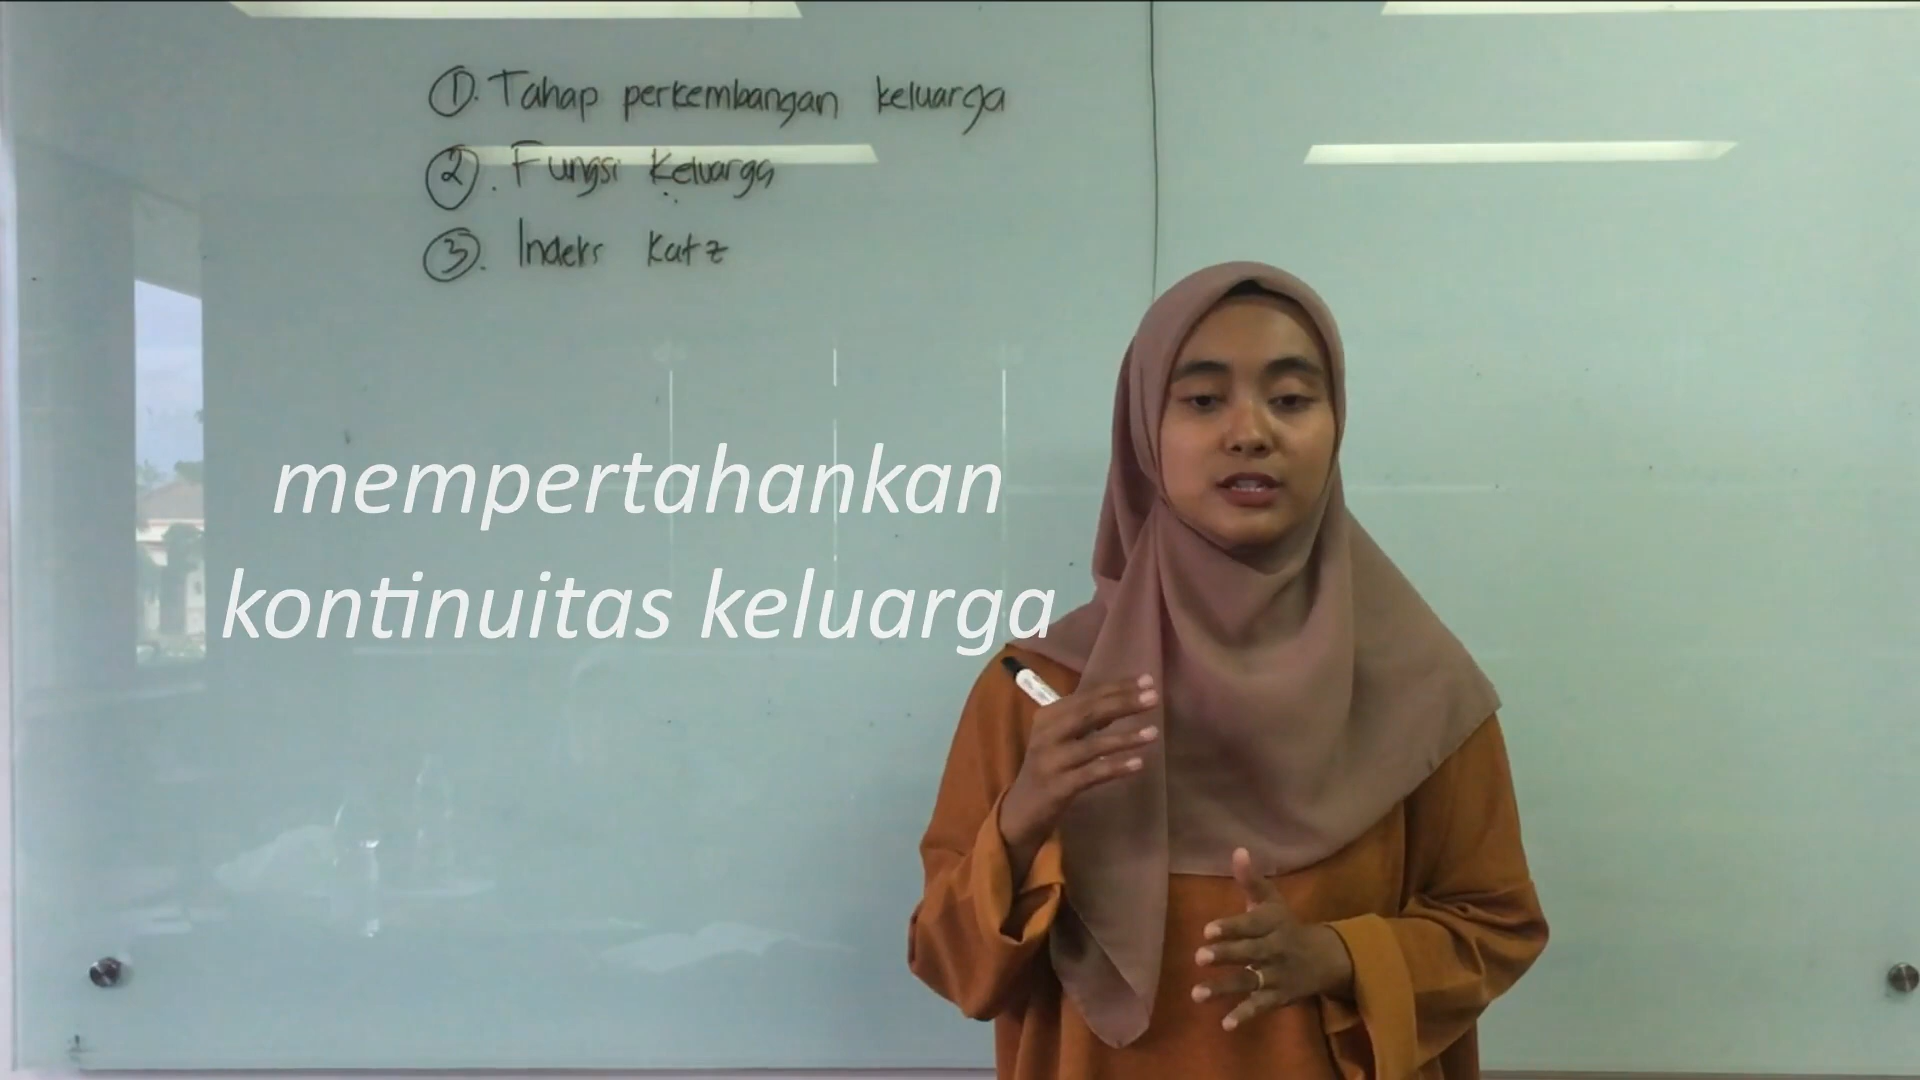 1. Tahap perkembangan keluarga
2. Fungsi Keluarga
3. Indeks Katz
mempertahankan
kontinuitas keluarga